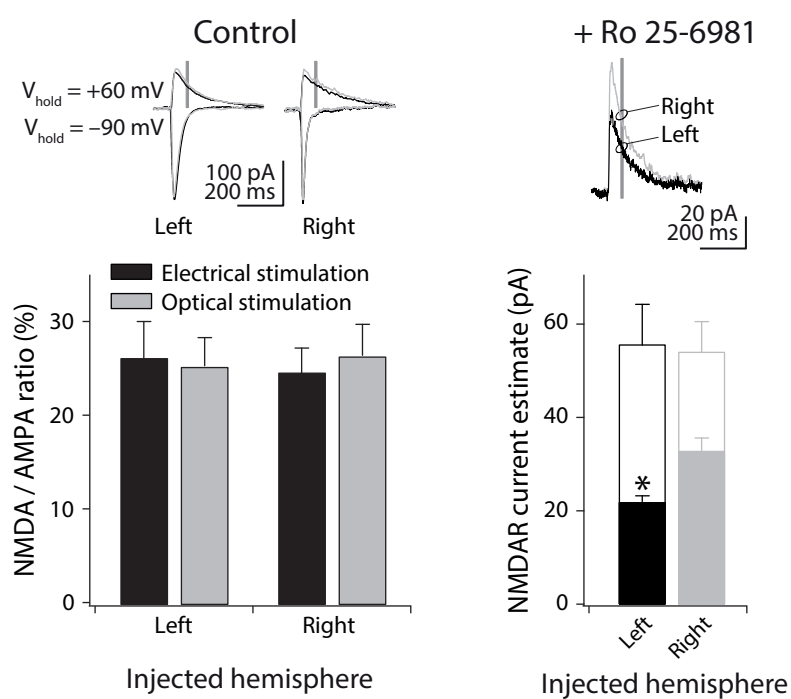 Control
V hold = +60 mV
V hold = –90 mV
100 pA
200 ms
Left
Right
+ Ro 25-6981
Right
Left
20 pA
200 ms
Electrical stimulation
Optical stimulation
NMDA / AMPA ratio (%)
30
20
10
0
Left
Right
Injected hemisphere
NMDAR current estimate (pA)
60
40
20
0
*
Left
Right
Injected hemisphere